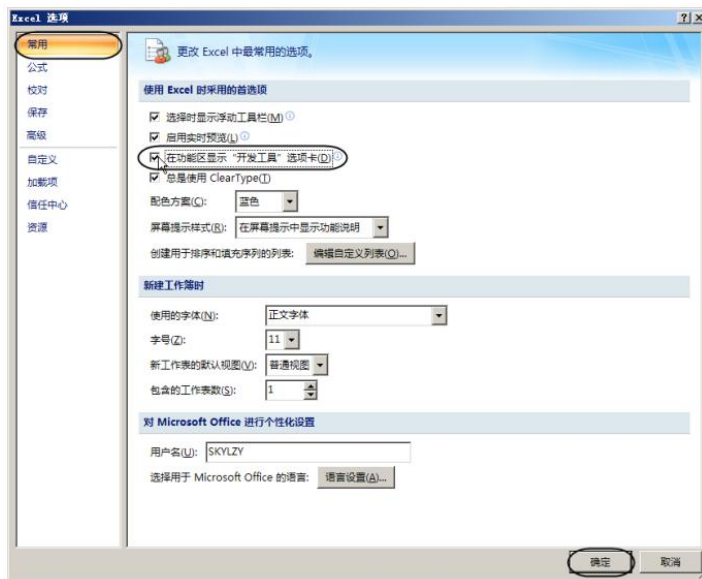 Excel 选项
常用
公式
校对
保存
高级
自定义
加载项
信任中心
资源
更改 Excel 中最常用的选项。
使用 Excel 时采用的首选项
选择时显示浮动工具栏(M)
启用实时预览(L)
在功能区显示“开发工具”选项卡(D)
总是使用 ClearType(T)
配色方案(C): 蓝色
屏幕提示样式(R): 在屏幕提示中显示功能说明
创建用于排序和填充序列的列表: 编辑自定义列表(O)...
新建工作簿时
使用的字体(N): 正文字体
字号(Z): 11
新工作表的默认视图(V): 普通视图
包含的工作表数(S): 1
对 Microsoft Office 进行个性化设置
用户名(U): SKYLZY
选择用于 Microsoft Office 的语言: 语言设置(A)...
确定 取消